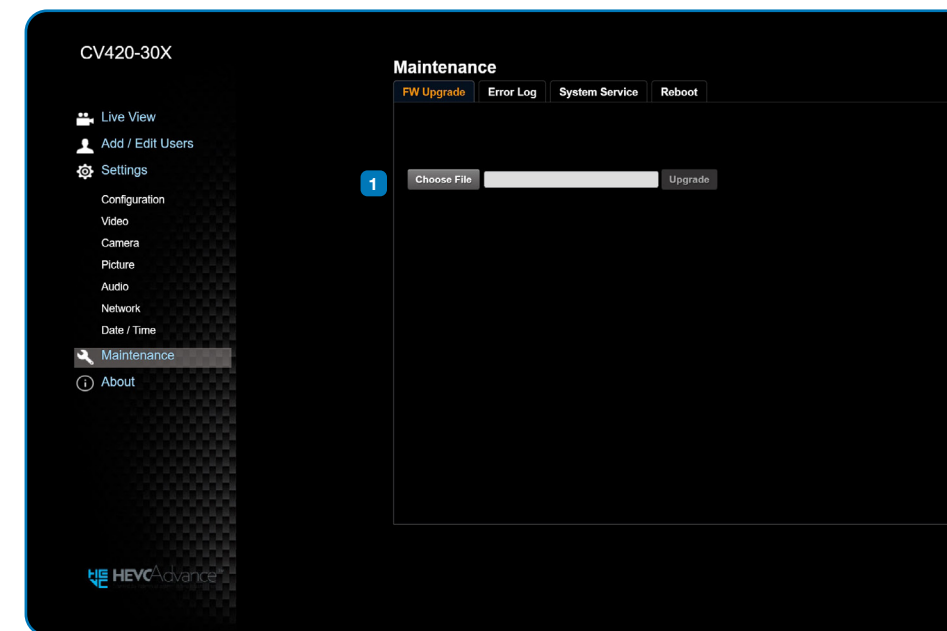 CV420-30X
Live View
Add / Edit Users
Settings
Configuration
Video
Camera
Picture
Audio
Network
Date / Time
Maintenance
About
HEVC Advance
Maintenance
FW Upgrade Error Log System Service Reboot
1 Choose File Upgrade